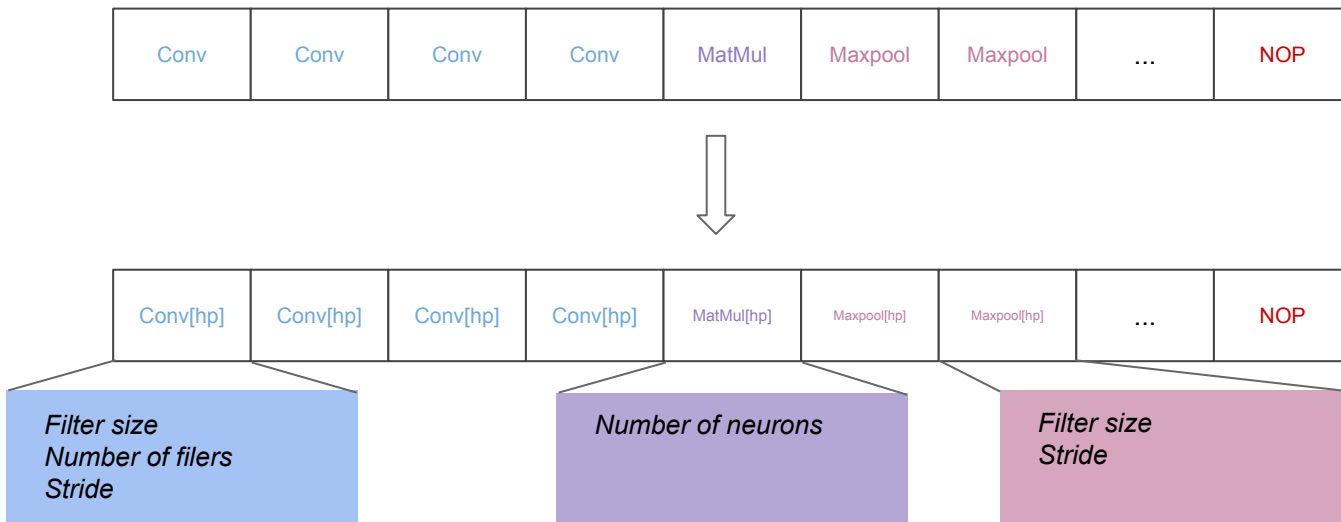 Conv Conv Conv Conv MatMul Maxpool Maxpool ... NOP
Conv[hp] Conv[hp] Conv[hp] Conv[hp] MatMul[hp] Maxpool[hp] Maxpool[hp] ... NOP
Filter size
Number of filers
Stride
Number of neurons
Filter size
Stride